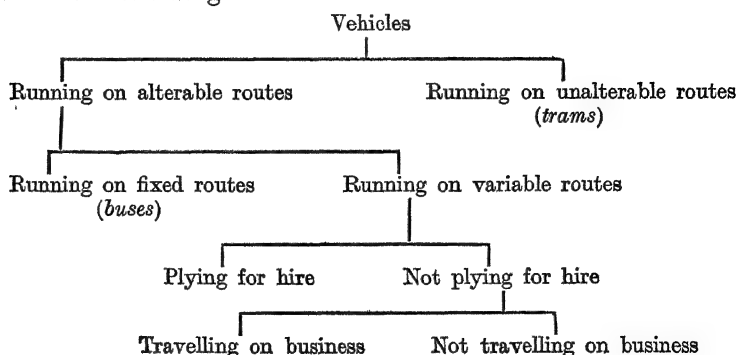 Vehicles
Running on alterable routes Running on unalterable routes
(trams)
Running on fixed routes Running on variable routes
(buses)
Plying for hire Not plying for hire
Travelling on business Not travelling on business